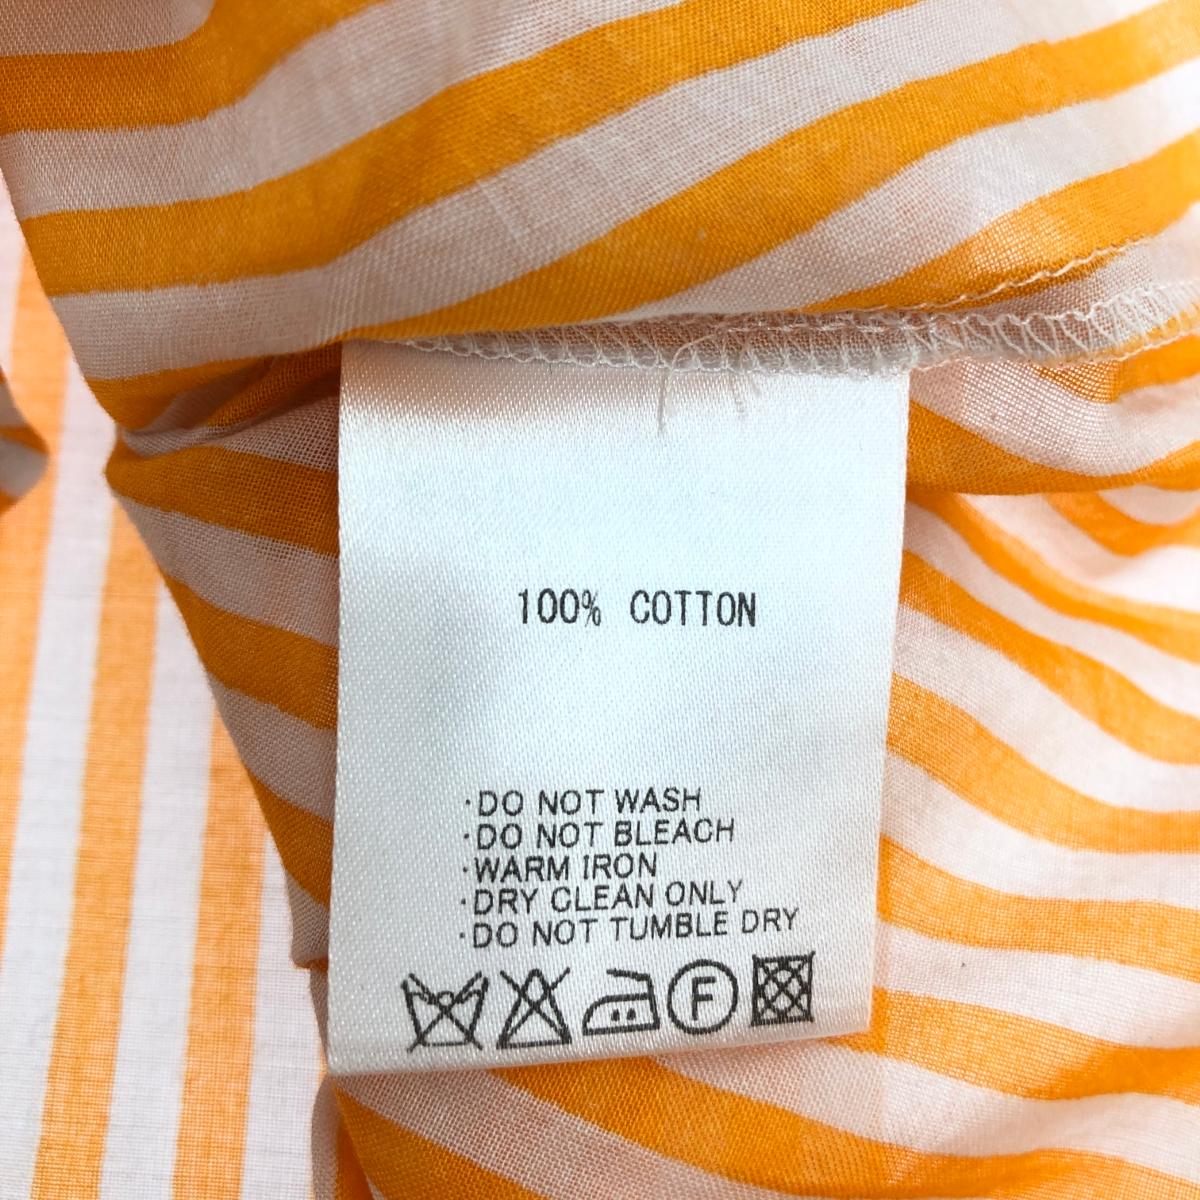 100% COTTON
·DO NOT WASH
·DO NOT BLEACH
·WARM IRON
·DRY CLEAN ONLY
·DO NOT TUMBLE DRY
F